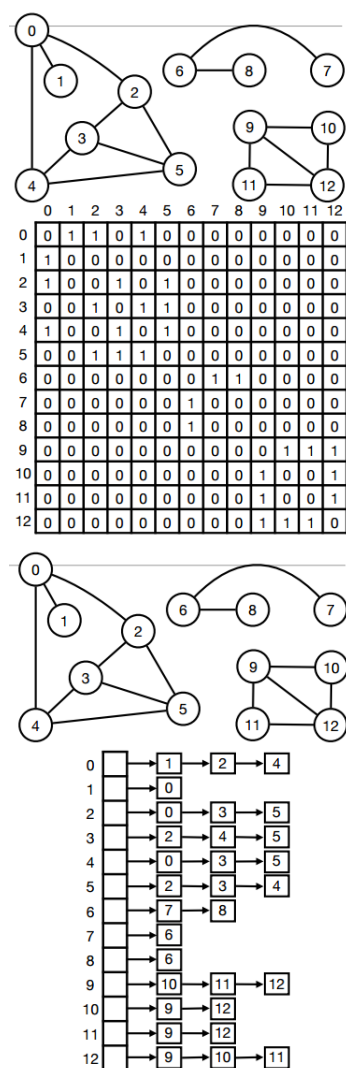 0
6 8 7
1
2
9 10
3
5
4
11 12
0 1 2 3 4 5 6 7 8 9 10 11 12
0 0 1 1 0 1 0 0 0 0 0 0 0 0
1 1 0 0 0 0 0 0 0 0 0 0 0 0
2 1 0 0 1 0 1 0 0 0 0 0 0 0
3 0 0 1 0 1 1 0 0 0 0 0 0 0
4 1 0 0 1 0 1 0 0 0 0 0 0 0
5 0 0 1 1 1 0 0 0 0 0 0 0 0
6 0 0 0 0 0 0 0 1 1 0 0 0 0
7 0 0 0 0 0 0 1 0 0 0 0 0 0
8 0 0 0 0 0 0 1 0 0 0 0 0 0
9 0 0 0 0 0 0 0 0 0 0 1 1 1
10 0 0 0 0 0 0 0 0 0 1 0 0 1
11 0 0 0 0 0 0 0 0 0 1 0 0 1
12 0 0 0 0 0 0 0 0 0 1 1 1 0
0
6 8 7
1
2
9 10
3
5
4
11 12
0 1 2 4
1 0
2 0 3 5
3 2 4 5
4 0 3 5
5 2 3 4
6 7 8
7 6
8 6
9 10 11 12
10 9 12
11 9 12
12 9 10 11